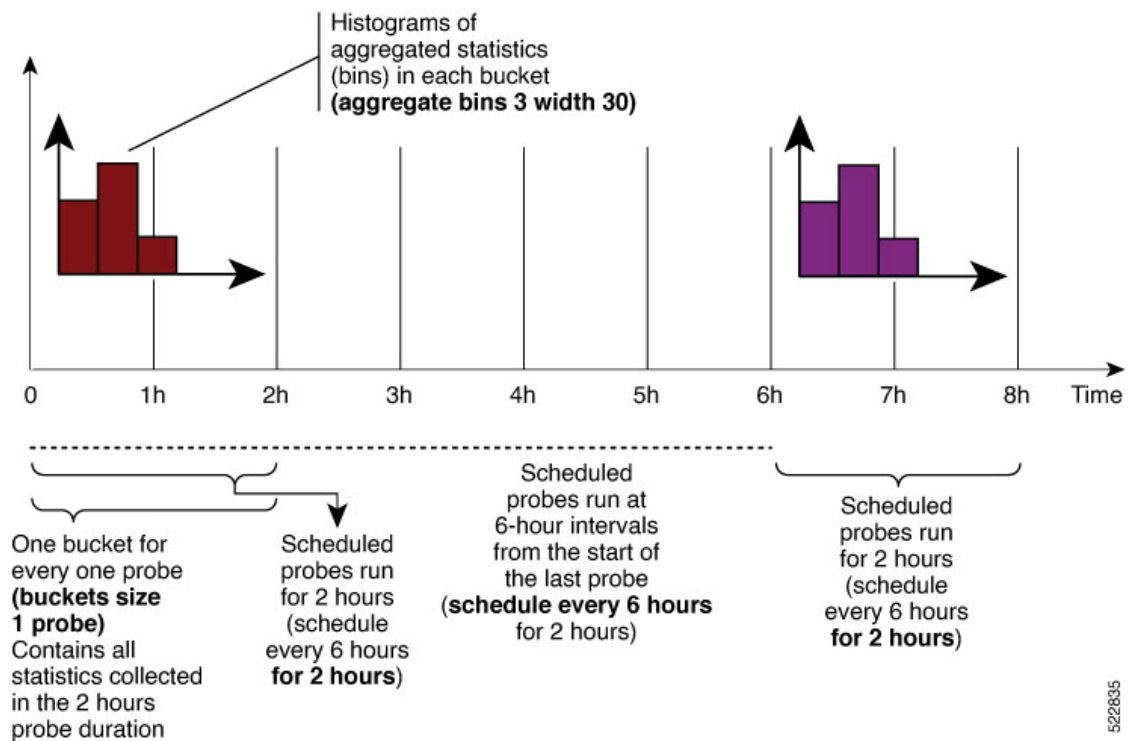 Histograms of
aggregated statistics
(bins) in each bucket
(aggregate bins 3 width 30)
0
1h
2h
3h
4h
5h
6h
7h
8h
Time
One bucket for
every one probe
(buckets size
1 probe)
Contains all
statistics collected
in the 2 hours
probe duration
Scheduled
probes run
for 2 hours
(schedule
every 6 hours
for 2 hours)
Scheduled
probes run at
6-hour intervals
from the start of
the last probe
(schedule every 6 hours
for 2 hours)
Scheduled
probes run
for 2 hours
(schedule
every 6 hours
for 2 hours)
522835